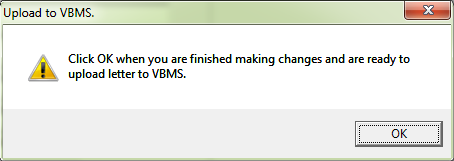 Upload to VBMS.
Click OK when you are finished making changes and are ready to
upload letter to VBMS.
OK